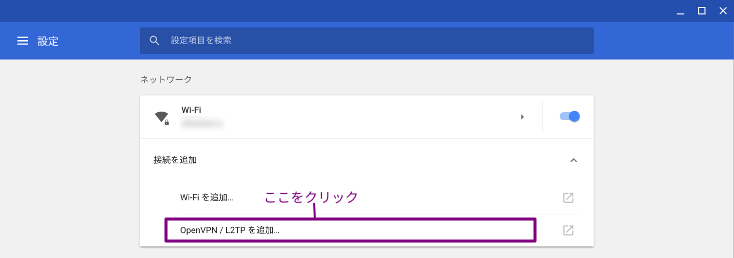 設定
設定項目を検索
ネットワーク
Wi-Fi
接続を追加
Wi-Fi を追加...
ここをクリック
OpenVPN / L2TP を追加...